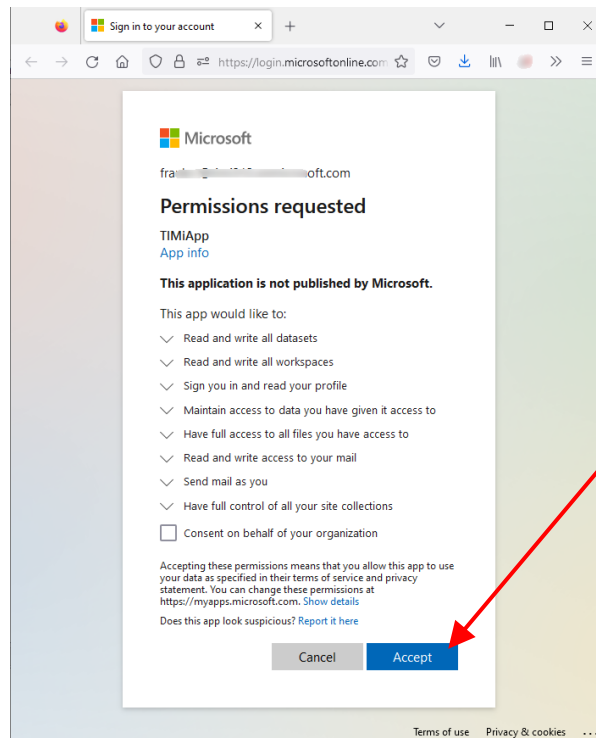 Sign in to your account
https://login.microsoftonline.com
Microsoft
oft.com
Permissions requested
TIMiApp
App info
This application is not published by Microsoft.
This app would like to:
Read and write all datasets
Read and write all workspaces
Sign you in and read your profile
Maintain access to data you have given it access to
Have full access to all files you have access to
Read and write access to your mail
Send mail as you
Have full control of all your site collections
Consent on behalf of your organization
Accepting these permissions means that you allow this app to use
your data as specified in their terms of service and privacy
statement. You can change these permissions at
https://myapps.microsoft.com. Show details
Does this app look suspicious? Report it here
Cancel Accept
Terms of use Privacy & cookies ...